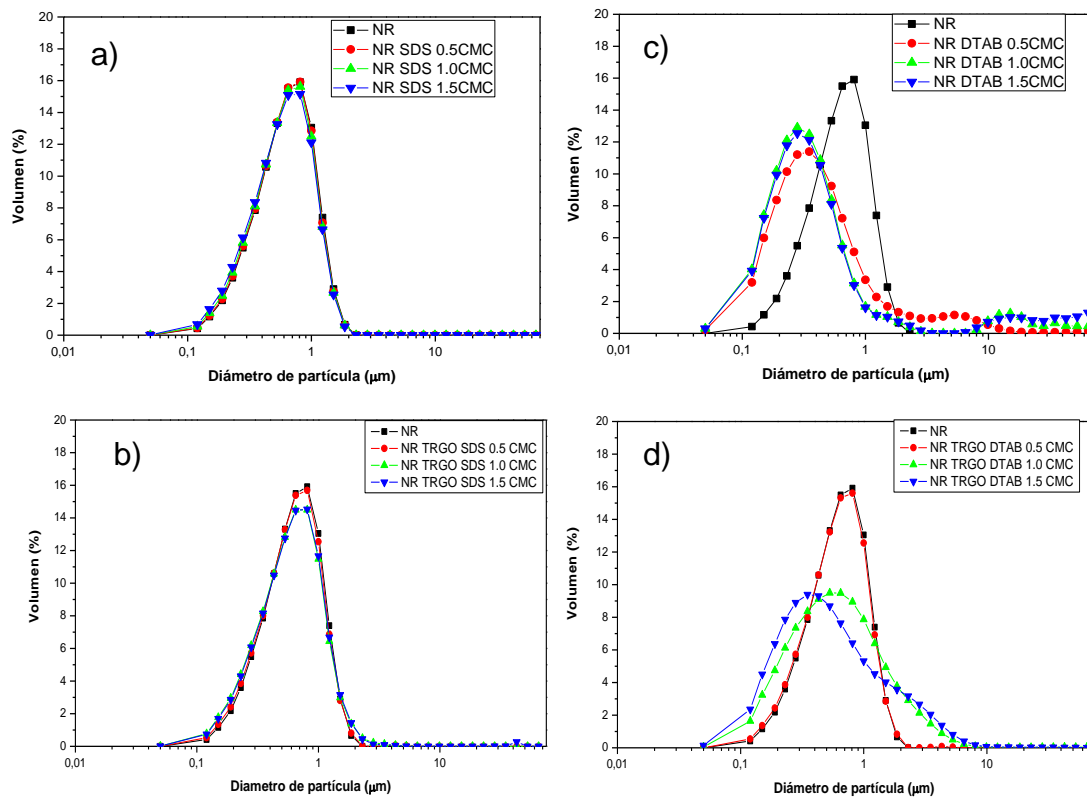 a)
NR
NR SDS 0.5CMC
NR SDS 1.0CMC
NR SDS 1.5CMC
Volumen (%)
20
18
16
14
12
10
8
6
4
2
0
0,01
0,1
1
10
Diámetro de partícula (μm)
c)
NR
NR DTAB 0.5CMC
NR DTAB 1.0CMC
NR DTAB 1.5CMC
Volumen (%)
20
18
16
14
12
10
8
6
4
2
0
0,01
0,1
1
10
Diámetro de partícula (μm)
b)
NR
NR TRGO SDS 0.5 CMC
NR TRGO SDS 1.0 CMC
NR TRGO SDS 1.5 CMC
Volumen (%)
20
18
16
14
12
10
8
6
4
2
0
0,01
0,1
1
10
Diametro de partícula (μm)
d)
NR
NR TRGO DTAB 0.5 CMC
NR TRGO DTAB 1.0 CMC
NR TRGO DTAB 1.5 CMC
Volumen (%)
20
18
16
14
12
10
8
6
4
2
0
0,01
0,1
1
10
Diámetro de partícula (μm)